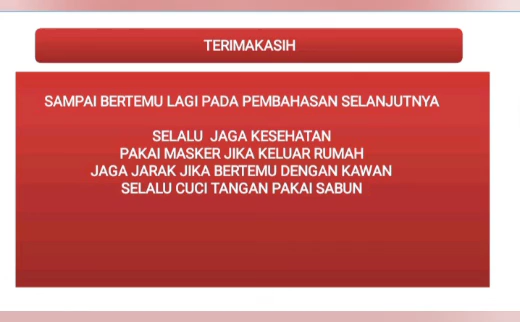 TERIMAKASIH
SAMPAI BERTEMU LAGI PADA PEMBAHASAN SELANJUTNYA
SELALU JAGA KESEHATAN
PAKAI MASKER JIKA KELUAR RUMAH
JAGA JARAK JIKA BERTEMU DENGAN KAWAN
SELALU CUCI TANGAN PAKAI SABUN